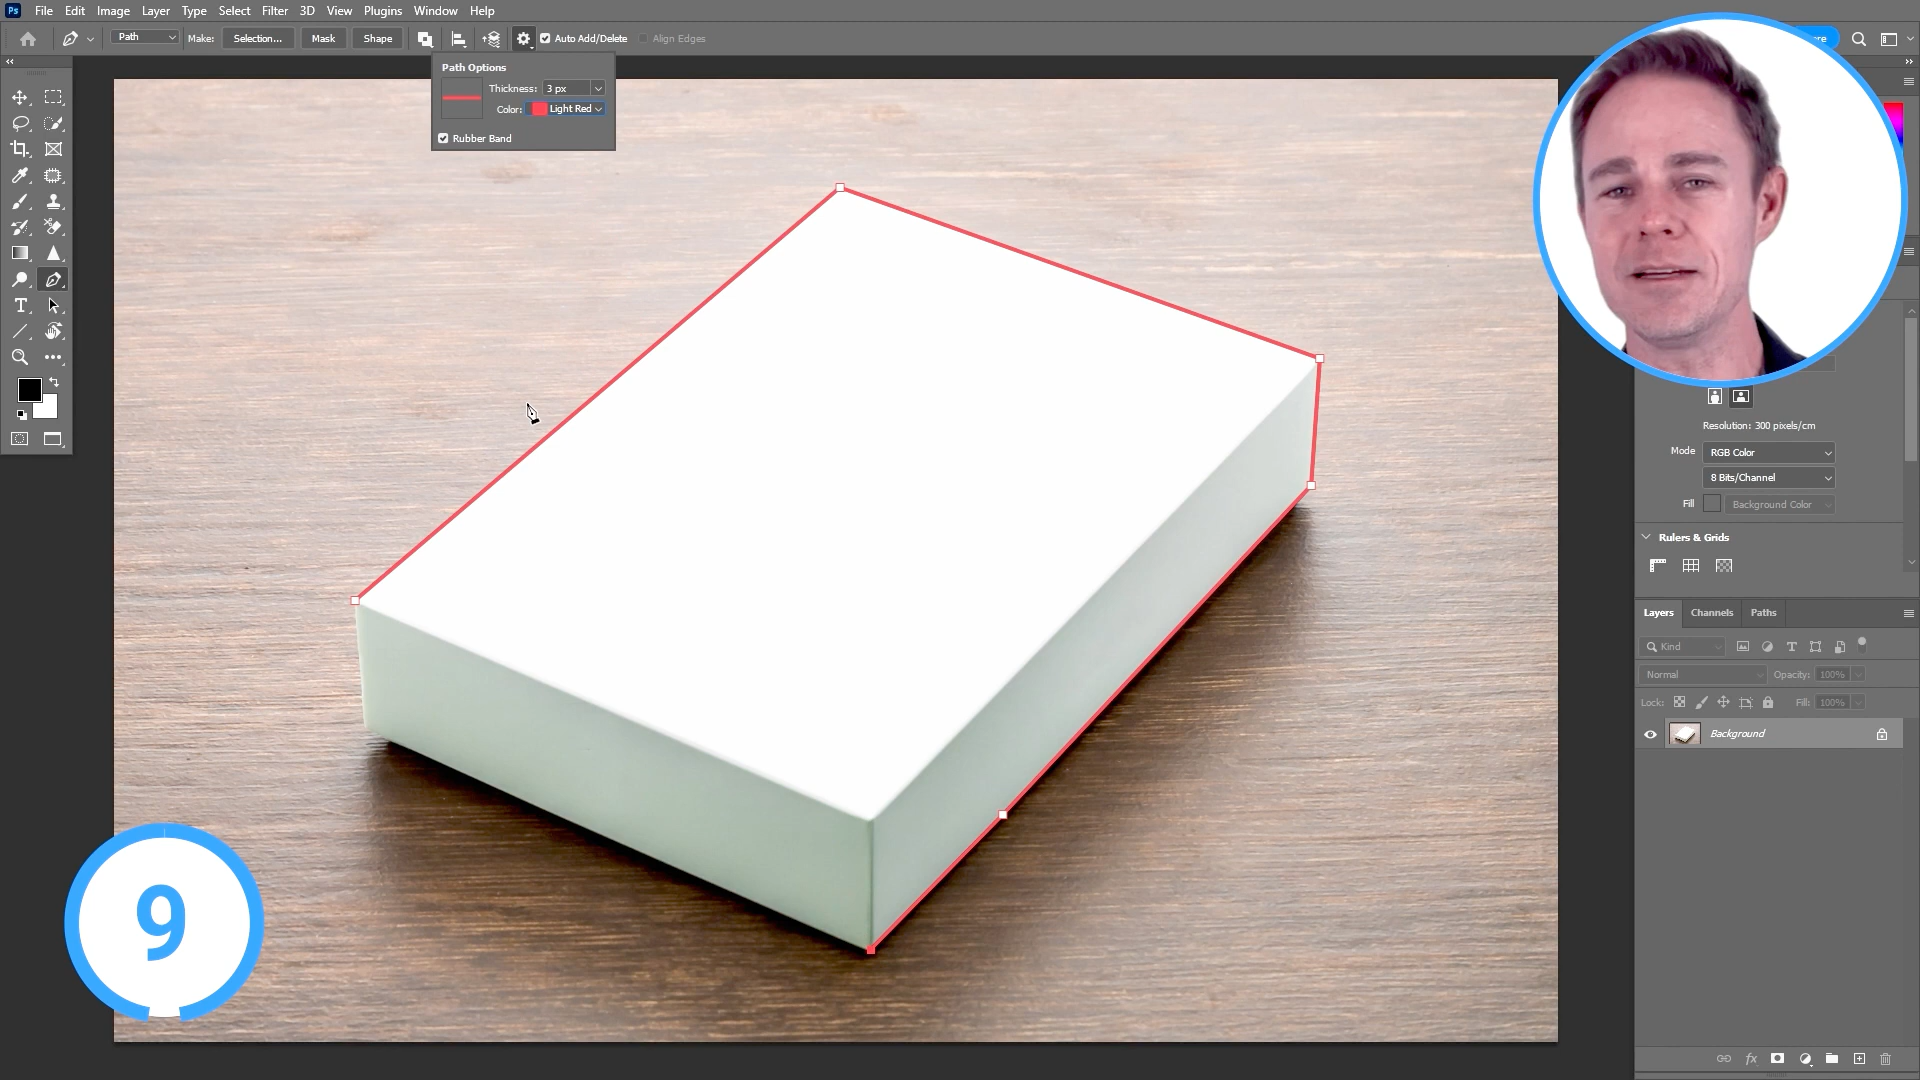 Ps File Edit Image Layer Type Select Filter 3D View Plugins Window Help
Path Make: Selection... Mask Shape Auto Add/Delete Align Edges
Path Options
Thickness: 3 px
Color: Light Red
Rubber Band
T
Resolution: 300 pixels/cm
Mode RGB Color
8 Bits/Channel
Fill Background Color
Rulers & Grids
Layers Channels Paths
Kind T
Normal Opacity: 100%
Lock: Fill: 100%
Background
9
fx